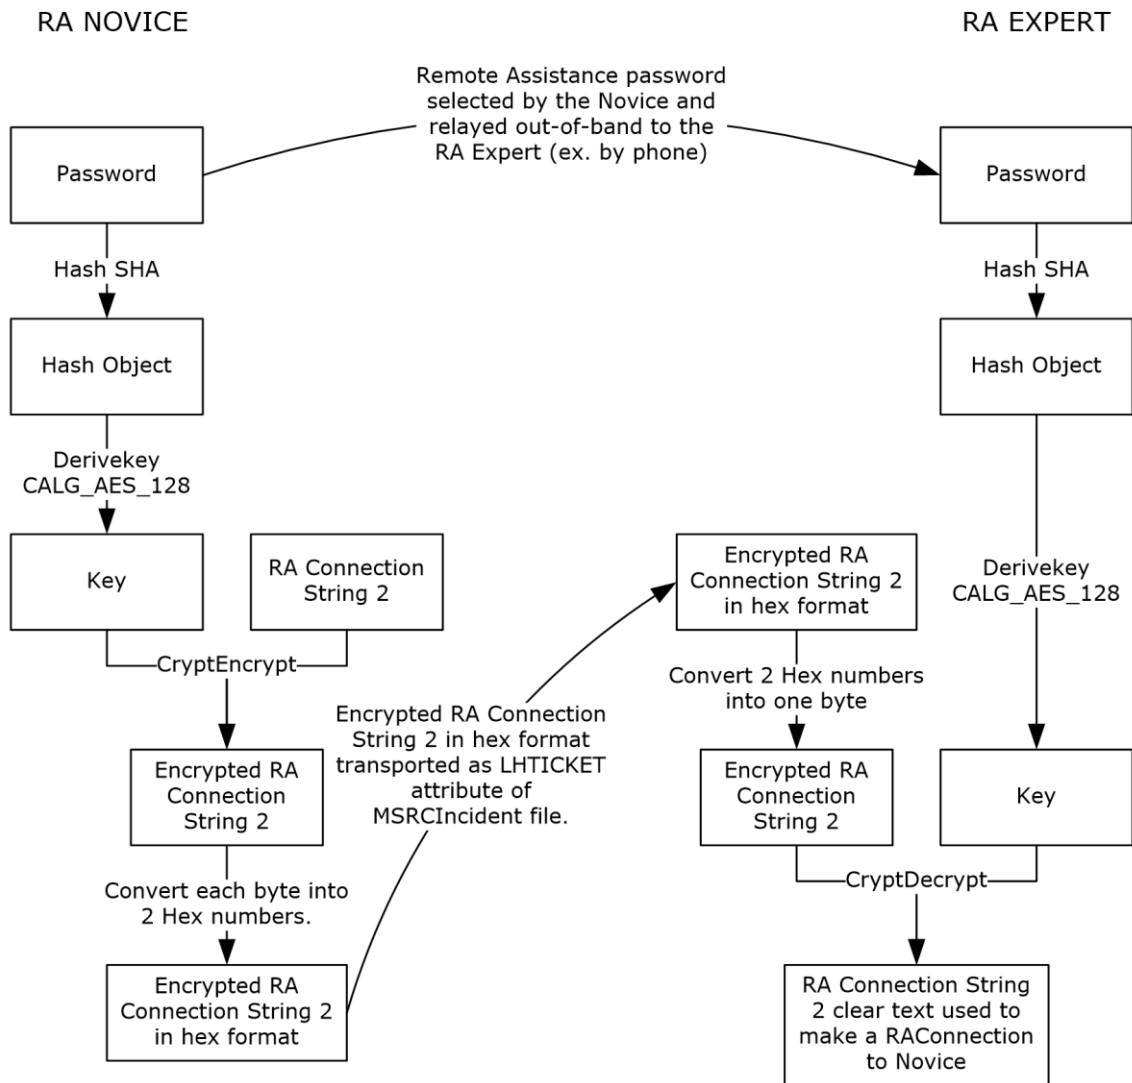 RA NOVICE
RA EXPERT
Remote Assistance password
selected by the Novice and
relayed out-of-band to the
RA Expert (ex. by phone)
Password
Password
Hash SHA
Hash SHA
Hash Object
Hash Object
Derivekey
CALG_AES_128
Key
RA Connection
String 2
Encrypted RA
Connection String 2
in hex format
Derivekey
CALG_AES_128
CryptEncrypt
Convert 2 Hex numbers
into one byte
Encrypted RA Connection
String 2 in hex format
transported as LHTICKET
attribute of
MSRCIncident file.
Encrypted RA
Connection
String 2
Encrypted RA
Connection
String 2
Key
Convert each byte into
2 Hex numbers.
CryptDecrypt
Encrypted RA
Connection String 2
in hex format
RA Connection String
2 clear text used to
make a RAConnection
to Novice